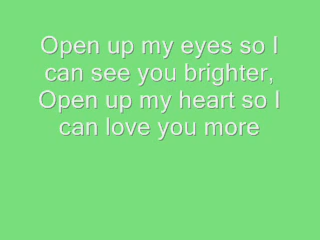 Open up my eyes so I
can see you brighter,
Open up my heart so I
can love you more